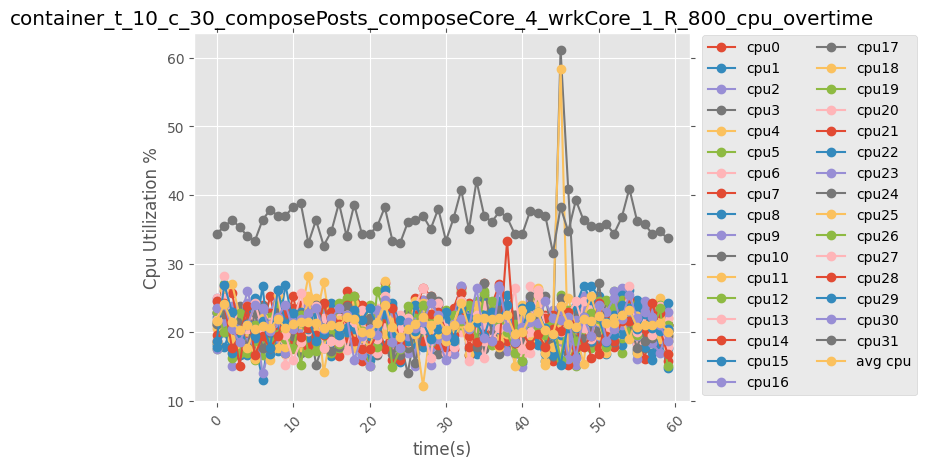 container_t_10_c_30_composePosts_composeCore_4_wrkCore_1_R_800_cpu_overtime
Cpu Utilization %
60
50
40
30
20
10
0
10
20
30
40
50
60
time(s)
cpu0
cpu1
cpu2
cpu3
cpu4
cpu5
cpu6
cpu7
cpu8
cpu9
cpu10
cpu11
cpu12
cpu13
cpu14
cpu15
cpu16
cpu17
cpu18
cpu19
cpu20
cpu21
cpu22
cpu23
cpu24
cpu25
cpu26
cpu27
cpu28
cpu29
cpu30
cpu31
avg cpu